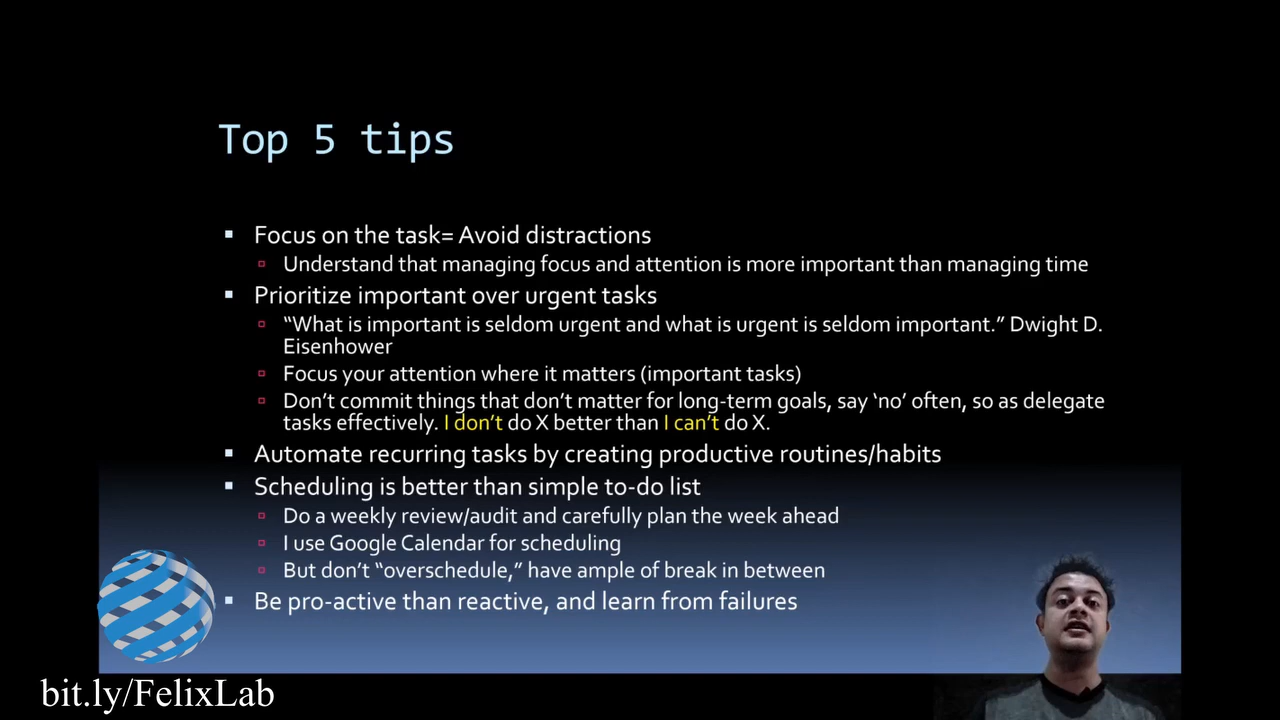 Top 5 tips
Focus on the task= Avoid distractions
Understand that managing focus and attention is more important than managing time
Prioritize important over urgent tasks
“What is important is seldom urgent and what is urgent is seldom important.” Dwight D.
Eisenhower
Focus your attention where it matters (important tasks)
Don’t commit things that don’t matter for long-term goals, say ‘no’ often, so as delegate
tasks effectively. I don’t do X better than I can’t do X.
Automate recurring tasks by creating productive routines/habits
Scheduling is better than simple to-do list
Do a weekly review/audit and carefully plan the week ahead
I use Google Calendar for scheduling
But don’t “overschedule,” have ample of break in between
Be pro-active than reactive, and learn from failures
bit.ly/FelixLab